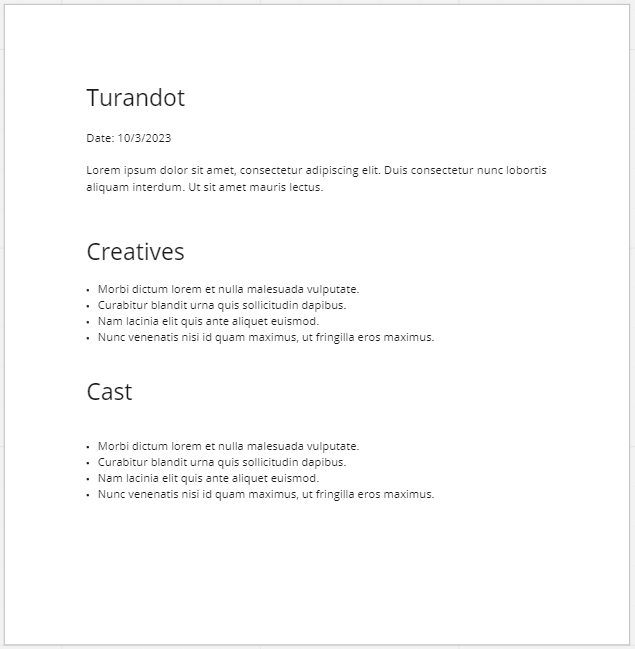 Turandot
Date: 10/3/2023
Lorem ipsum dolor sit amet, consectetur adipiscing elit. Duis consectetur nunc lobortis
aliquam interdum. Ut sit amet mauris lectus.
Creatives
• Morbi dictum lorem et nulla malesuada vulputate.
• Curabitur blandit urna quis sollicitudin dapibus.
• Nam lacinia elit quis ante aliquet euismod.
• Nunc venenatis nisi id quam maximus, ut fringilla eros maximus.
Cast
• Morbi dictum lorem et nulla malesuada vulputate.
• Curabitur blandit urna quis sollicitudin dapibus.
• Nam lacinia elit quis ante aliquet euismod.
• Nunc venenatis nisi id quam maximus, ut fringilla eros maximus.